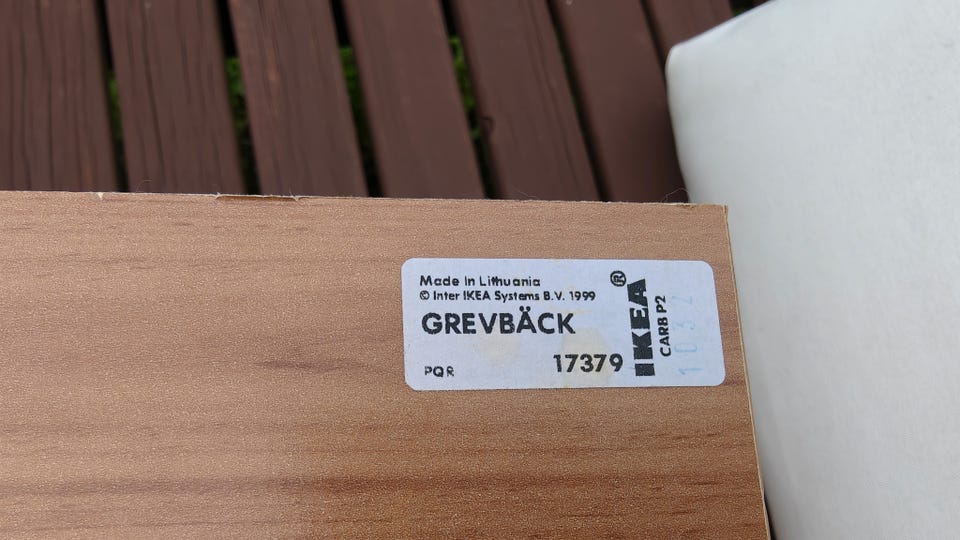 Made in Lithuania
© Inter IKEA Systems B.V. 1999
GREVBÄCK
PQR
17379
IKEA®
CARB P2
1032